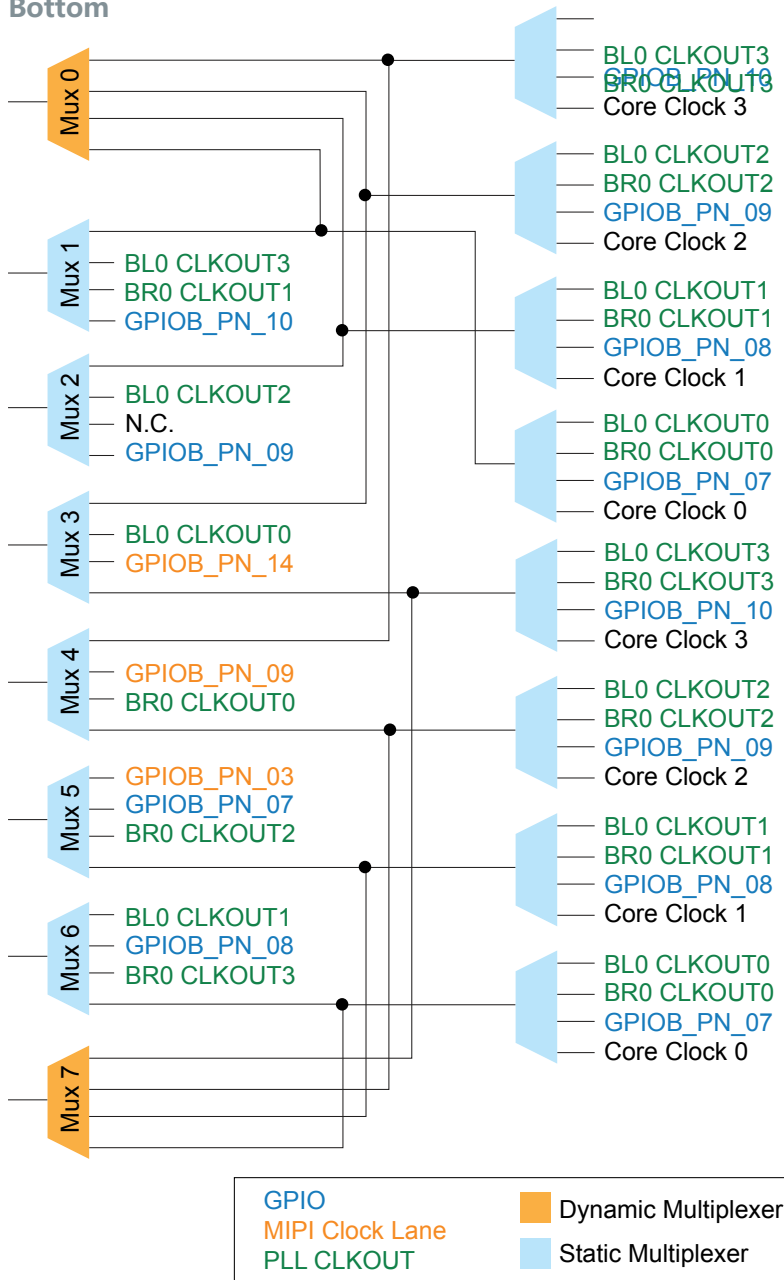 Bottom
Mux 0
BL0 CLKOUT3
GPIOB_PN_10
BR0 CLKOUT3
Core Clock 3
BL0 CLKOUT2
BR0 CLKOUT2
GPIOB_PN_09
Core Clock 2
Mux 1
BL0 CLKOUT3
BR0 CLKOUT1
GPIOB_PN_10
BL0 CLKOUT1
BR0 CLKOUT1
GPIOB_PN_08
Core Clock 1
Mux 2
BL0 CLKOUT2
N.C.
GPIOB_PN_09
BL0 CLKOUT0
BR0 CLKOUT0
GPIOB_PN_07
Core Clock 0
Mux 3
BL0 CLKOUT0
GPIOB_PN_14
BL0 CLKOUT3
BR0 CLKOUT3
GPIOB_PN_10
Core Clock 3
Mux 4
GPIOB_PN_09
BR0 CLKOUT0
BL0 CLKOUT2
BR0 CLKOUT2
GPIOB_PN_09
Core Clock 2
Mux 5
GPIOB_PN_03
GPIOB_PN_07
BR0 CLKOUT2
BL0 CLKOUT1
BR0 CLKOUT1
GPIOB_PN_08
Core Clock 1
Mux 6
BL0 CLKOUT1
GPIOB_PN_08
BR0 CLKOUT3
BL0 CLKOUT0
BR0 CLKOUT0
GPIOB_PN_07
Core Clock 0
Mux 7
GPIO
MIPI Clock Lane
PLL CLKOUT
Dynamic Multiplexer
Static Multiplexer